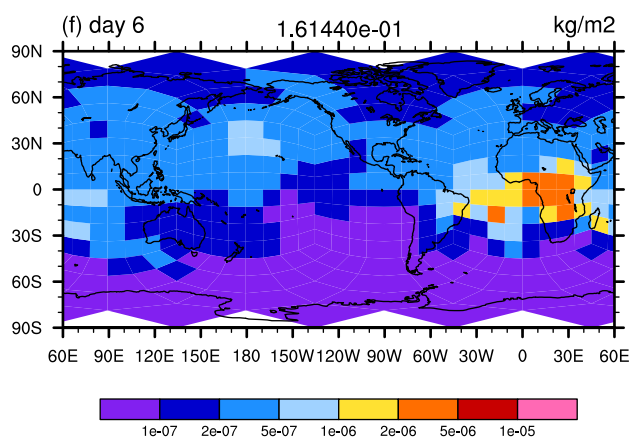 (f) day 6 1.61440e-01 kg/m2
90N
60N
30N
0
30S
60S
90S
60E 90E 120E 150E 180 150W 120W 90W 60W 30W 0 30E 60E
1e-07 2e-07 5e-07 1e-06 2e-06 5e-06 1e-05